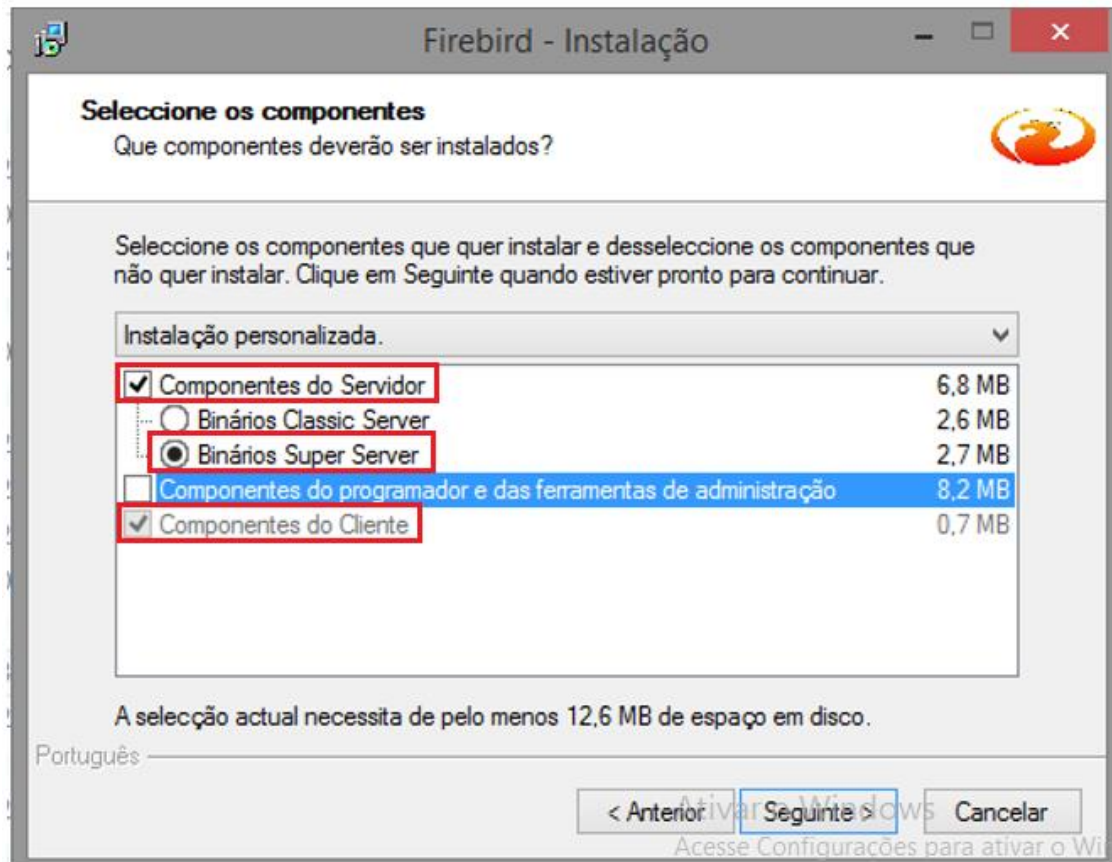 Firebird - Instalação
Seleccione os componentes
Que componentes deverão ser instalados?
Seleccione os componentes que quer instalar e desseleccione os componentes que
não quer instalar. Clique em Seguinte quando estiver pronto para continuar.
Instalação personalizada.
Componentes do Servidor 6,8 MB
Binários Classic Server 2,6 MB
Binários Super Server 2,7 MB
Componentes do programador e das ferramentas de administração 8,2 MB
Componentes do Cliente 0,7 MB
A selecção actual necessita de pelo menos 12,6 MB de espaço em disco.
Português
< Anterior Seguinte > Cancelar
Ativar o Windows
Acesse Configurações para ativar o Wi